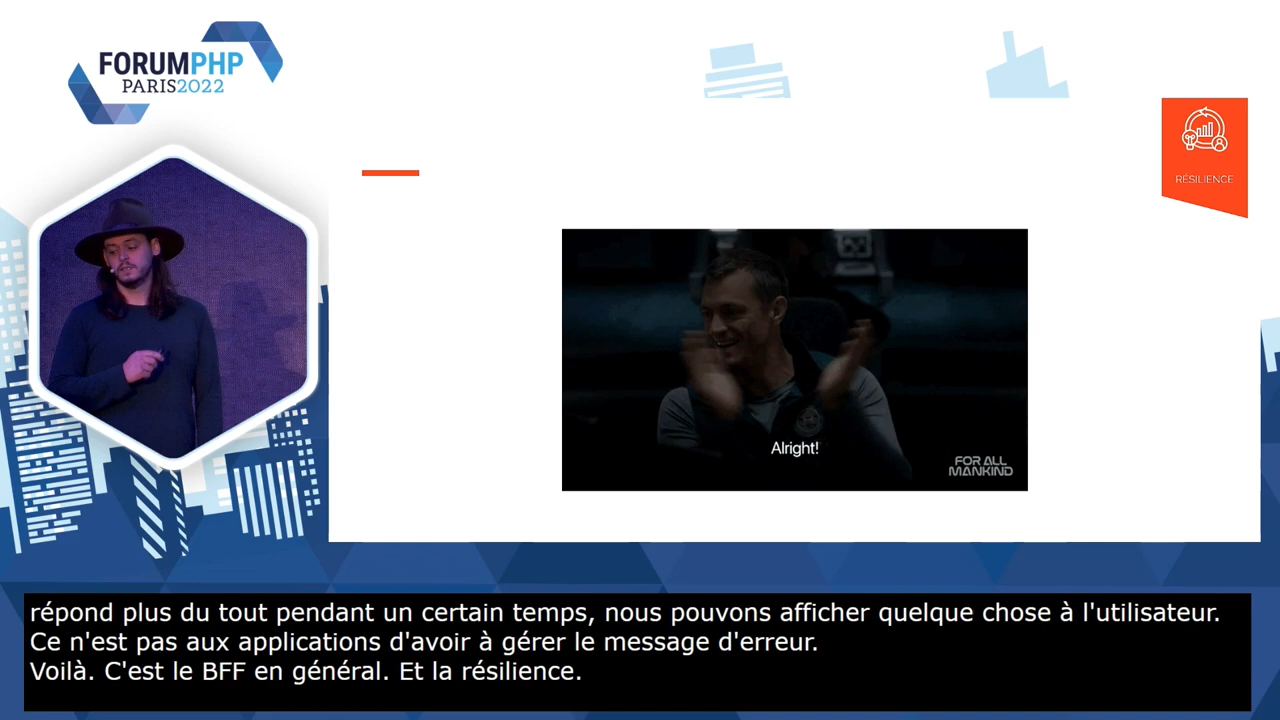 FORUMPHP
PARIS2022
RÉSILIENCE
Alright!
FOR ALL
MANKIND
répond plus du tout pendant un certain temps, nous pouvons afficher quelque chose à l'utilisateur.
Ce n'est pas aux applications d'avoir à gérer le message d'erreur.
Voilà. C'est le BFF en général. Et la résilience.